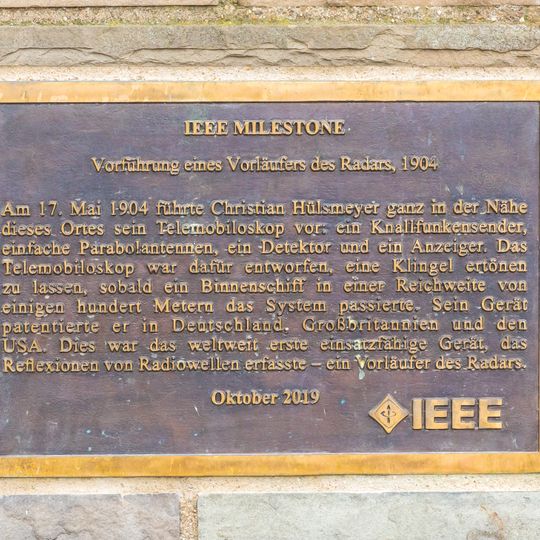 IEEE MILESTONE
Vorführung eines Vorläufers des Radars, 1904
Am 17. Mai 1904 führte Christian Hülsmeyer ganz in der Nähe
dieses Ortes sein Telemobiloskop vor: ein Knallfunkensender,
einfache Parabolantennen, ein Detektor und ein Anzeiger. Das
Telemobiloskop war dafür entworfen, eine Klingel ertönen
zu lassen, sobald ein Binnenschiff in einer Reichweite von
einigen hundert Metern das System passierte. Sein Gerät
patentierte er in Deutschland, Großbritannien und den
USA. Dies war das weltweit erste einsatzfähige Gerät, das
Reflexionen von Radiowellen erfasste – ein Vorläufer des Radars.
Oktober 2019
IEEE